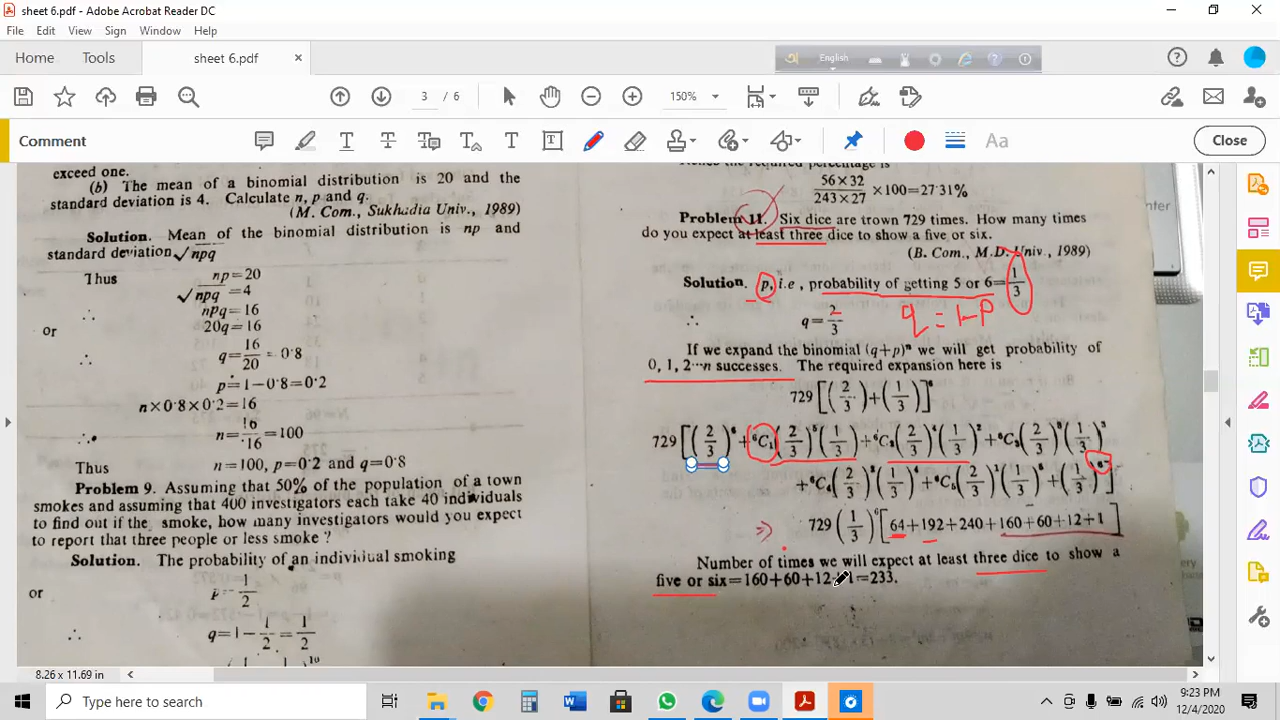 sheet 6.pdf - Adobe Acrobat Reader DC
File Edit View Sign Window Help
Home Tools sheet 6.pdf ×
English
3 / 6 150%
Comment
Aa
Close
exceed one.
(b) The mean of a binomial distribution is 20 and the
standard deviation is 4. Calculate n, p and q.
(M. Com., Sukhadia Univ., 1989)
Solution. Mean of the binomial distribution is np and
standard deviation √npq
Thus np=20
√npq=4
∴ npq=16
or 20q=16
∴ q=16/20=0·8
p=1−0·8=0·2
n×0·8×0·2=16
∴ n=16/·16=100
Thus n=100, p=0·2 and q=0·8
Problem 9. Assuming that 50% of the population of a town
smokes and assuming that 400 investigators each take 40 individuals
to find out if the smoke, how many investigators would you expect
to report that three people or less smoke ?
Solution. The probability of an individual smoking
or p=1/2
∴ q=1−1/2=1/2
Hence the required percentage is
56×32/243×27 ×100=27·31%
Problem 11. Six dice are trown 729 times. How many times
do you expect at least three dice to show a five or six.
(B. Com., M.D. Univ., 1989)
Solution. p, i.e, probability of getting 5 or 6=1/3
∴ q=2/3 q = 1-p
If we expand the binomial (q+p)ⁿ we will get probability of
0, 1, 2···n successes. The required expansion here is
729[(2/3)+(1/3)]⁶
729[(2/3)⁶+⁶C₁(2/3)⁵(1/3)+⁶C₂(2/3)⁴(1/3)²+⁶C₃(2/3)³(1/3)³
+⁶C₄(2/3)²(1/3)⁴+⁶C₅(2/3)¹(1/3)⁵+(1/3)⁶]
⇒ 729(1/3)⁶[64+192+240+160+60+12+1]
Number of times we will expect at least three dice to show a
five or six=160+60+12 1=233.
8.26 x 11.69 in
Type here to search
9:23 PM
12/4/2020